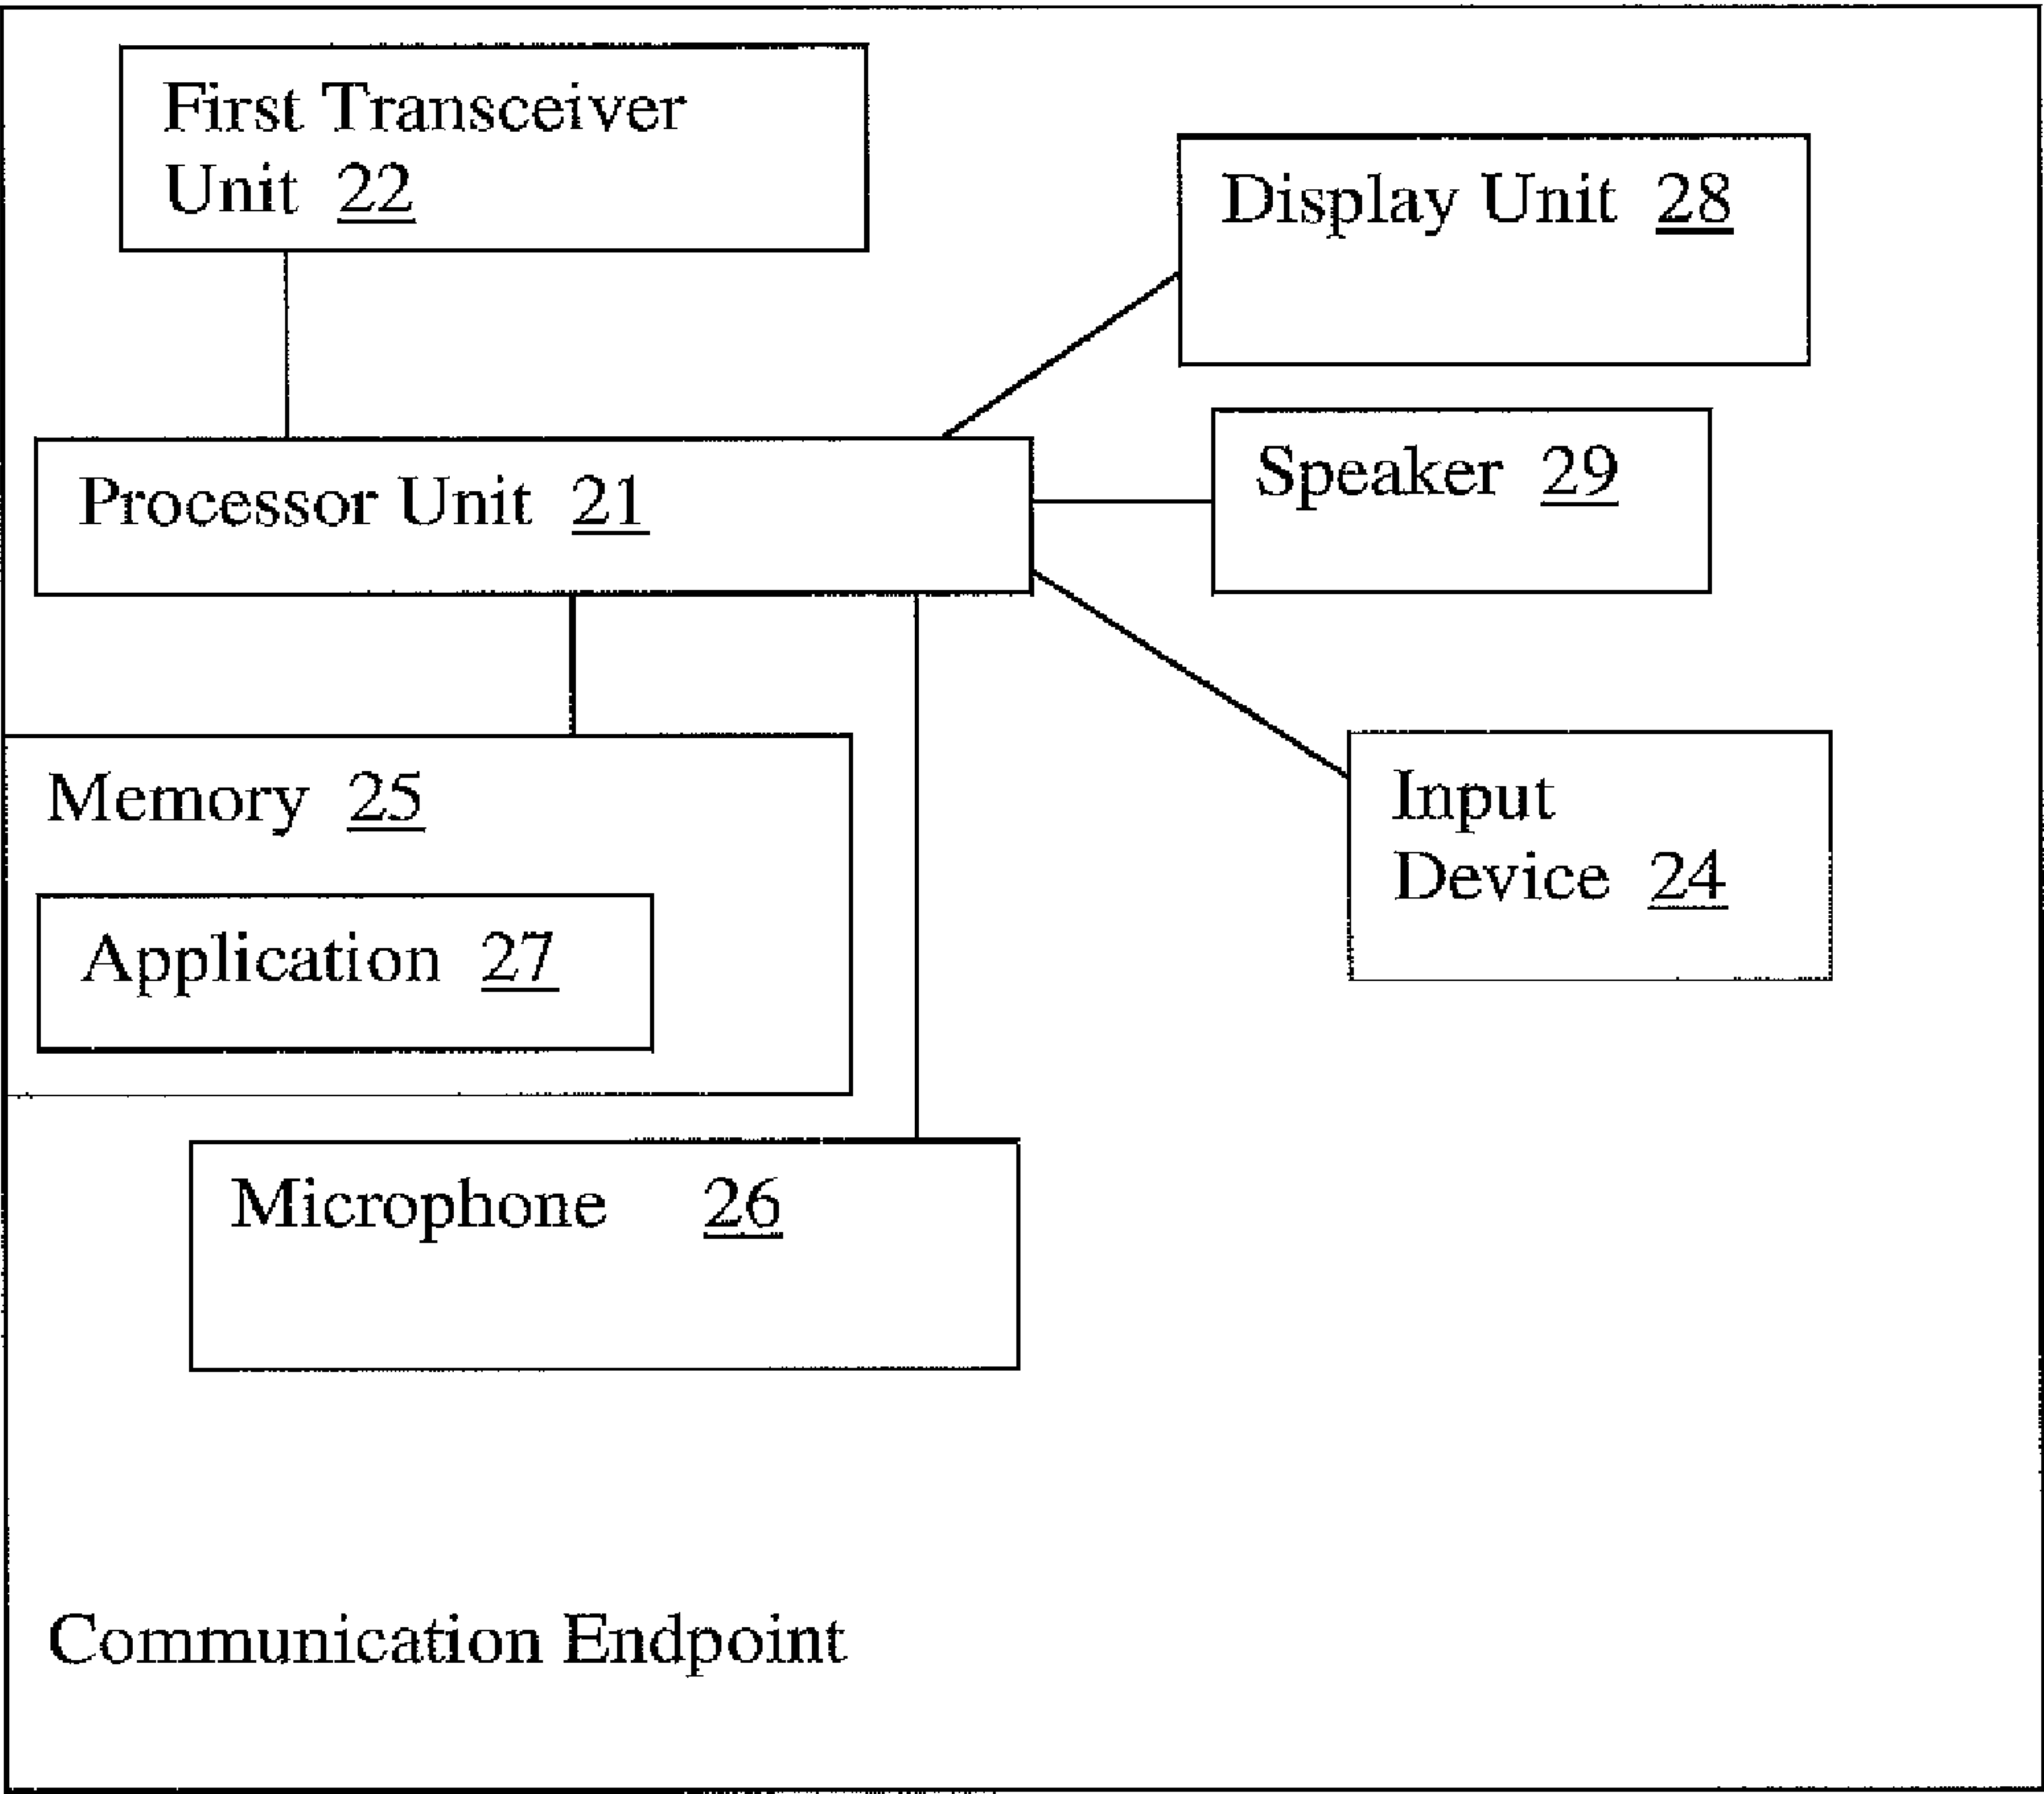 First Transceiver
Unit 22
Display Unit 28
Speaker 29
Processor Unit 21
Memory 25
Input
Device 24
Application 27
Microphone 26
Communication Endpoint